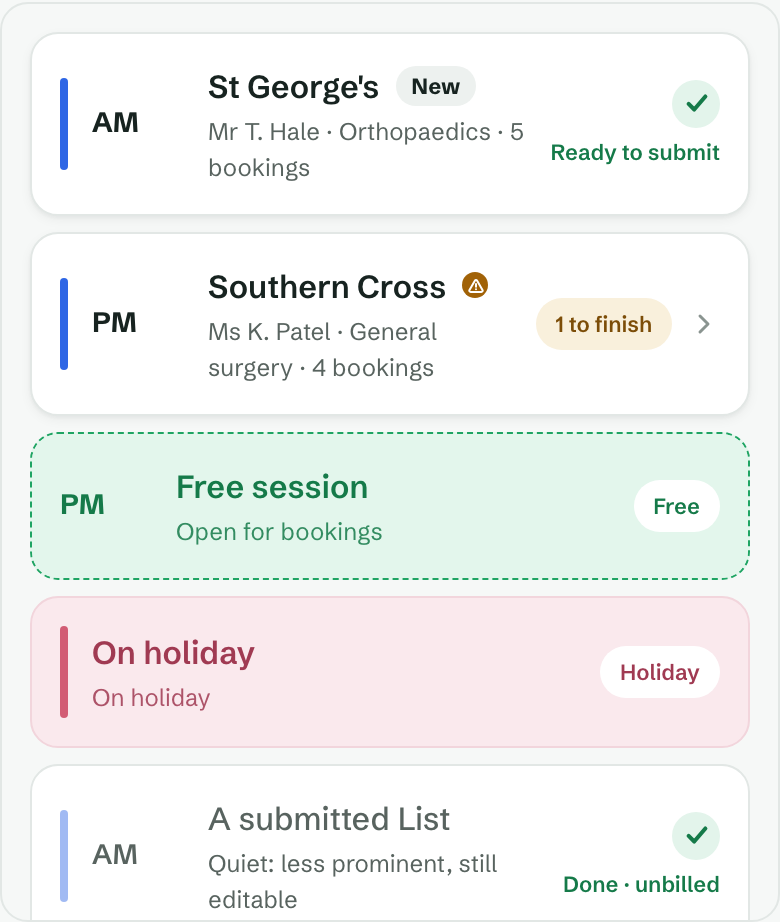 St George's New
AM
Mr T. Hale · Orthopaedics · 5
bookings
Ready to submit
Southern Cross
PM
Ms K. Patel · General
surgery · 4 bookings
1 to finish
PM
Free session
Open for bookings
Free
On holiday
On holiday
Holiday
A submitted List
AM
Quiet: less prominent, still
editable
Done · unbilled